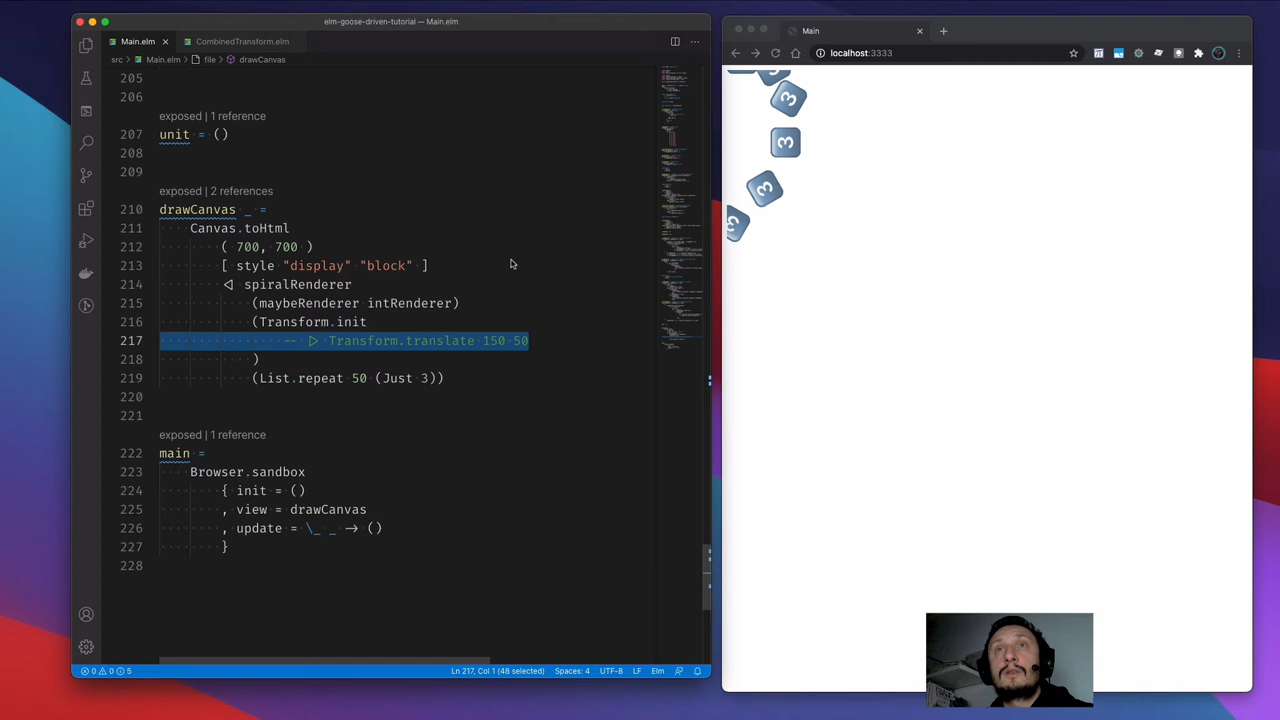 elm-goose-driven-tutorial — Main.elm
Main.elm
CombinedTransform.elm
src > Main.elm > file > drawCanvas
205
206
exposed | 1 reference
207 unit = ()
208
209
exposed | 2 references
210 drawCanvas _ =
211 Canvas.toHtml
212 ( 700, 700 )
213 [ style "display" "block" ]
214 <| spiralRenderer
215 (maybeRenderer intRenderer)
216 (Transform.init
217 -- |> Transform.translate 150 50
218 )
219 (List.repeat 50 (Just 3))
220
221
exposed | 1 reference
222 main =
223 Browser.sandbox
224 { init = ()
225 , view = drawCanvas
226 , update = \_ _ -> ()
227 }
228
0 0 5 Ln 217, Col 1 (48 selected) Spaces: 4 UTF-8 LF Elm
Main
localhost:3333
3
3
3
3